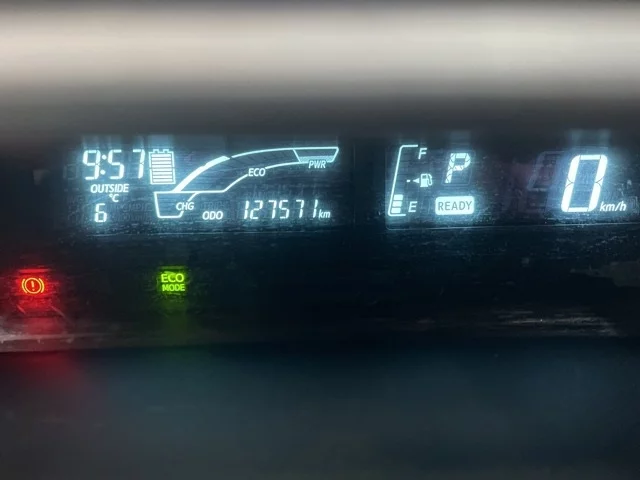 9:57
OUTSIDE
°C
6
CHG
ECO
PWR
ODO 127571 km
F
E
P
READY
0 km/h
ECO
MODE